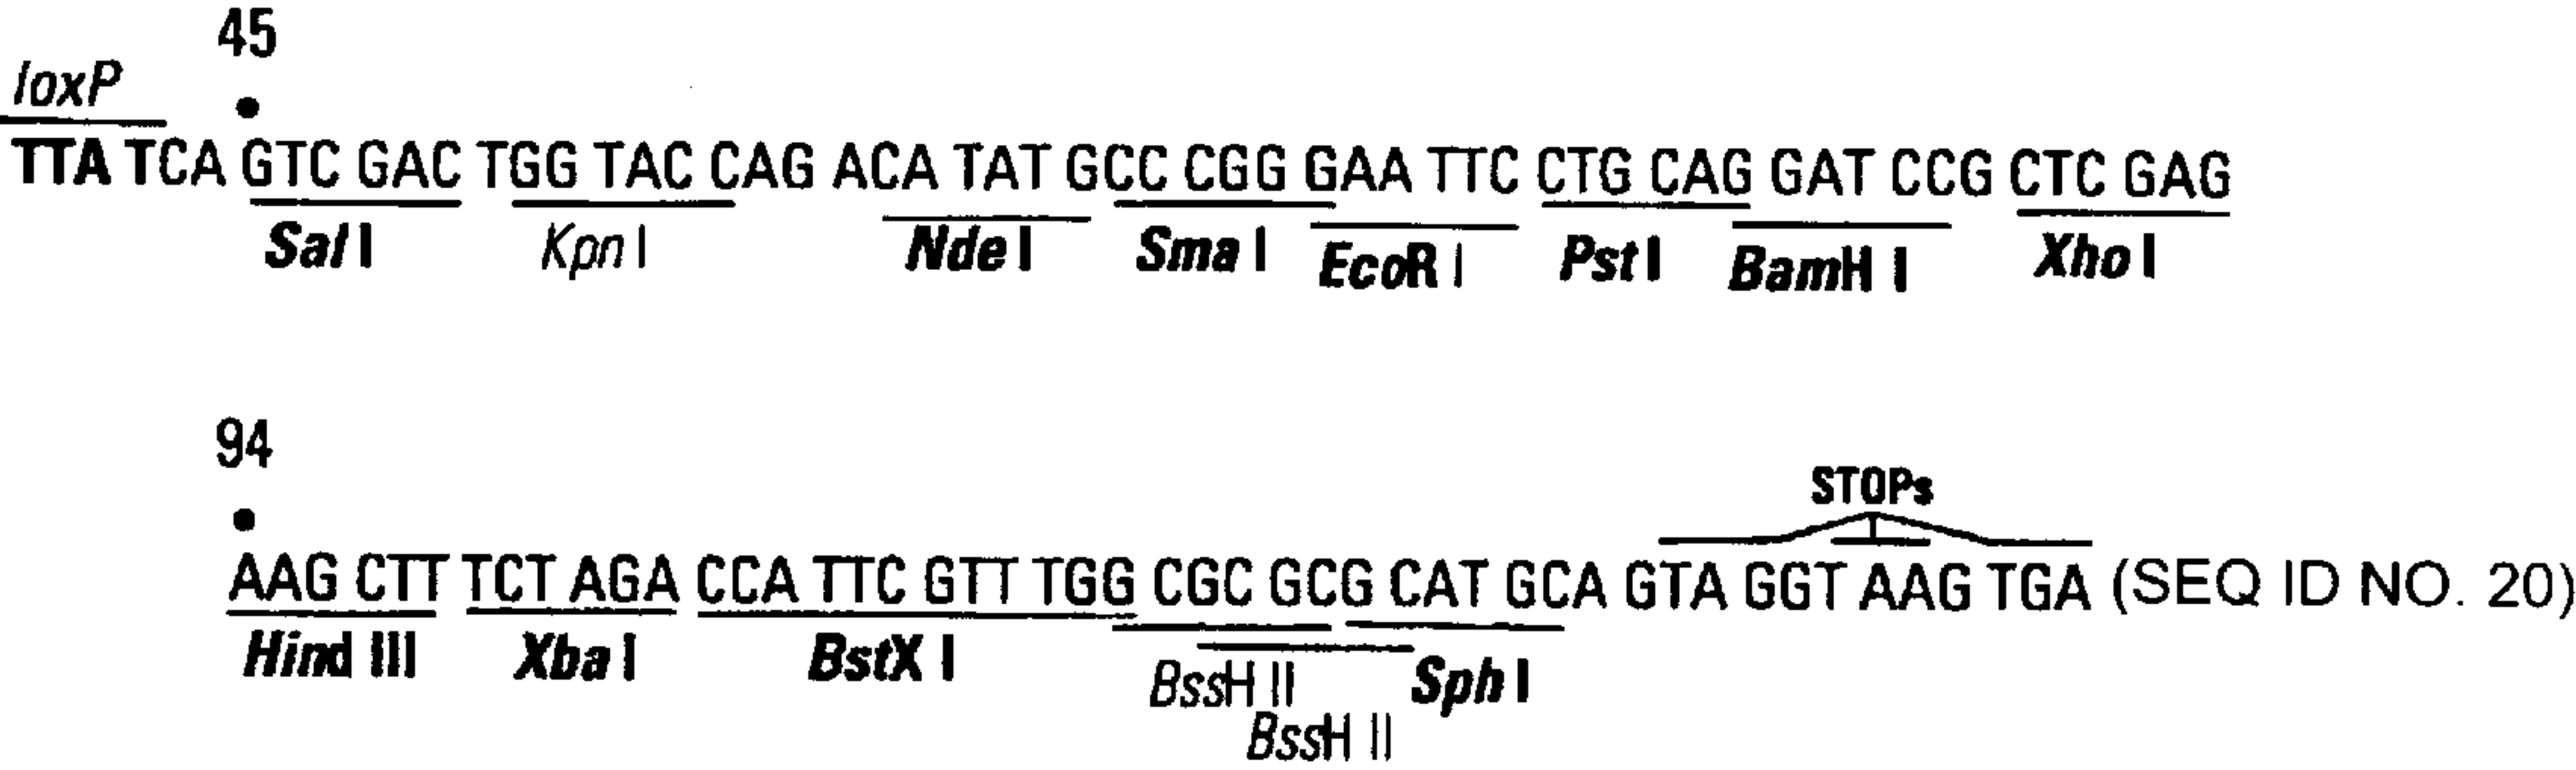 45
loxP
TTA TCA GTC GAC TGG TAC CAG ACA TAT GCC CGG GAA TTC CTG CAG GAT CCG CTC GAG
Sal I Kpn I Nde I Sma I EcoR I Pst I BamH I Xho I
94
STOPs
AAG CTT TCT AGA CCA TTC GTT TGG CGC GCG CAT GCA GTA GGT AAG TGA (SEQ ID NO. 20)
Hind III Xba I BstX I BssH II Sph I
BssH II